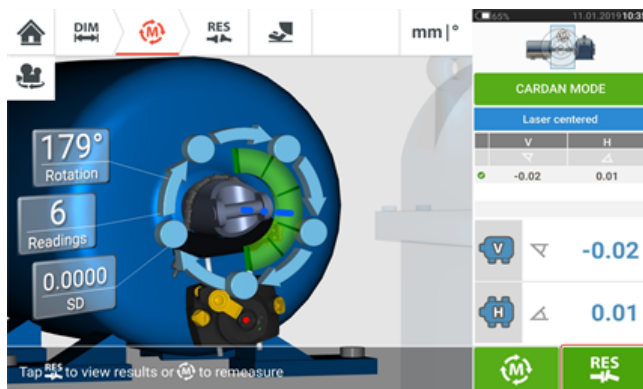 DIM
M
RES
mm|°
65%
11.01.2019 10:3
CARDAN MODE
Laser centered
V H
-0.02 0.01
179°
Rotation
6
Readings
0.0000
SD
V -0.02
H 0.01
Tap RES to view results or M to remeasure
M
RES